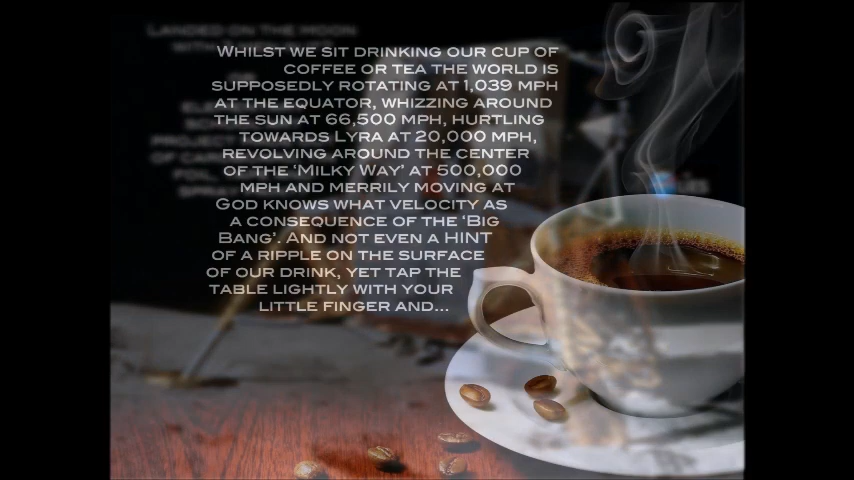 LANDED ON THE MOON
WHILST WE SIT DRINKING OUR CUP OF
COFFEE OR TEA THE WORLD IS
SUPPOSEDLY ROTATING AT 1,039 MPH
AT THE EQUATOR, WHIZZING AROUND
THE SUN AT 66,500 MPH, HURTLING
TOWARDS LYRA AT 20,000 MPH,
REVOLVING AROUND THE CENTER
OF THE ‘MILKY WAY’ AT 500,000
MPH AND MERRILY MOVING AT
GOD KNOWS WHAT VELOCITY AS
A CONSEQUENCE OF THE ‘BIG
BANG’. AND NOT EVEN A HINT
OF A RIPPLE ON THE SURFACE
OF OUR DRINK, YET TAP THE
TABLE LIGHTLY WITH YOUR
LITTLE FINGER AND...